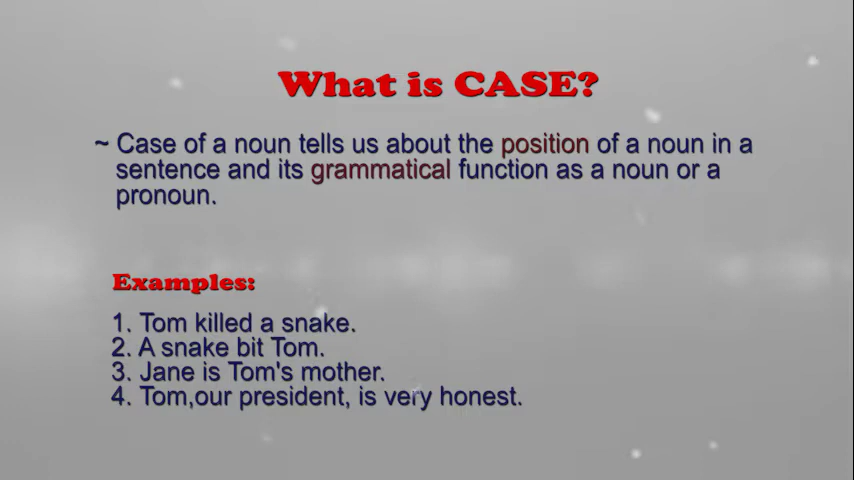 What is CASE?
~ Case of a noun tells us about the position of a noun in a
sentence and its grammatical function as a noun or a
pronoun.
Examples:
1. Tom killed a snake.
2. A snake bit Tom.
3. Jane is Tom's mother.
4. Tom,our president, is very honest.